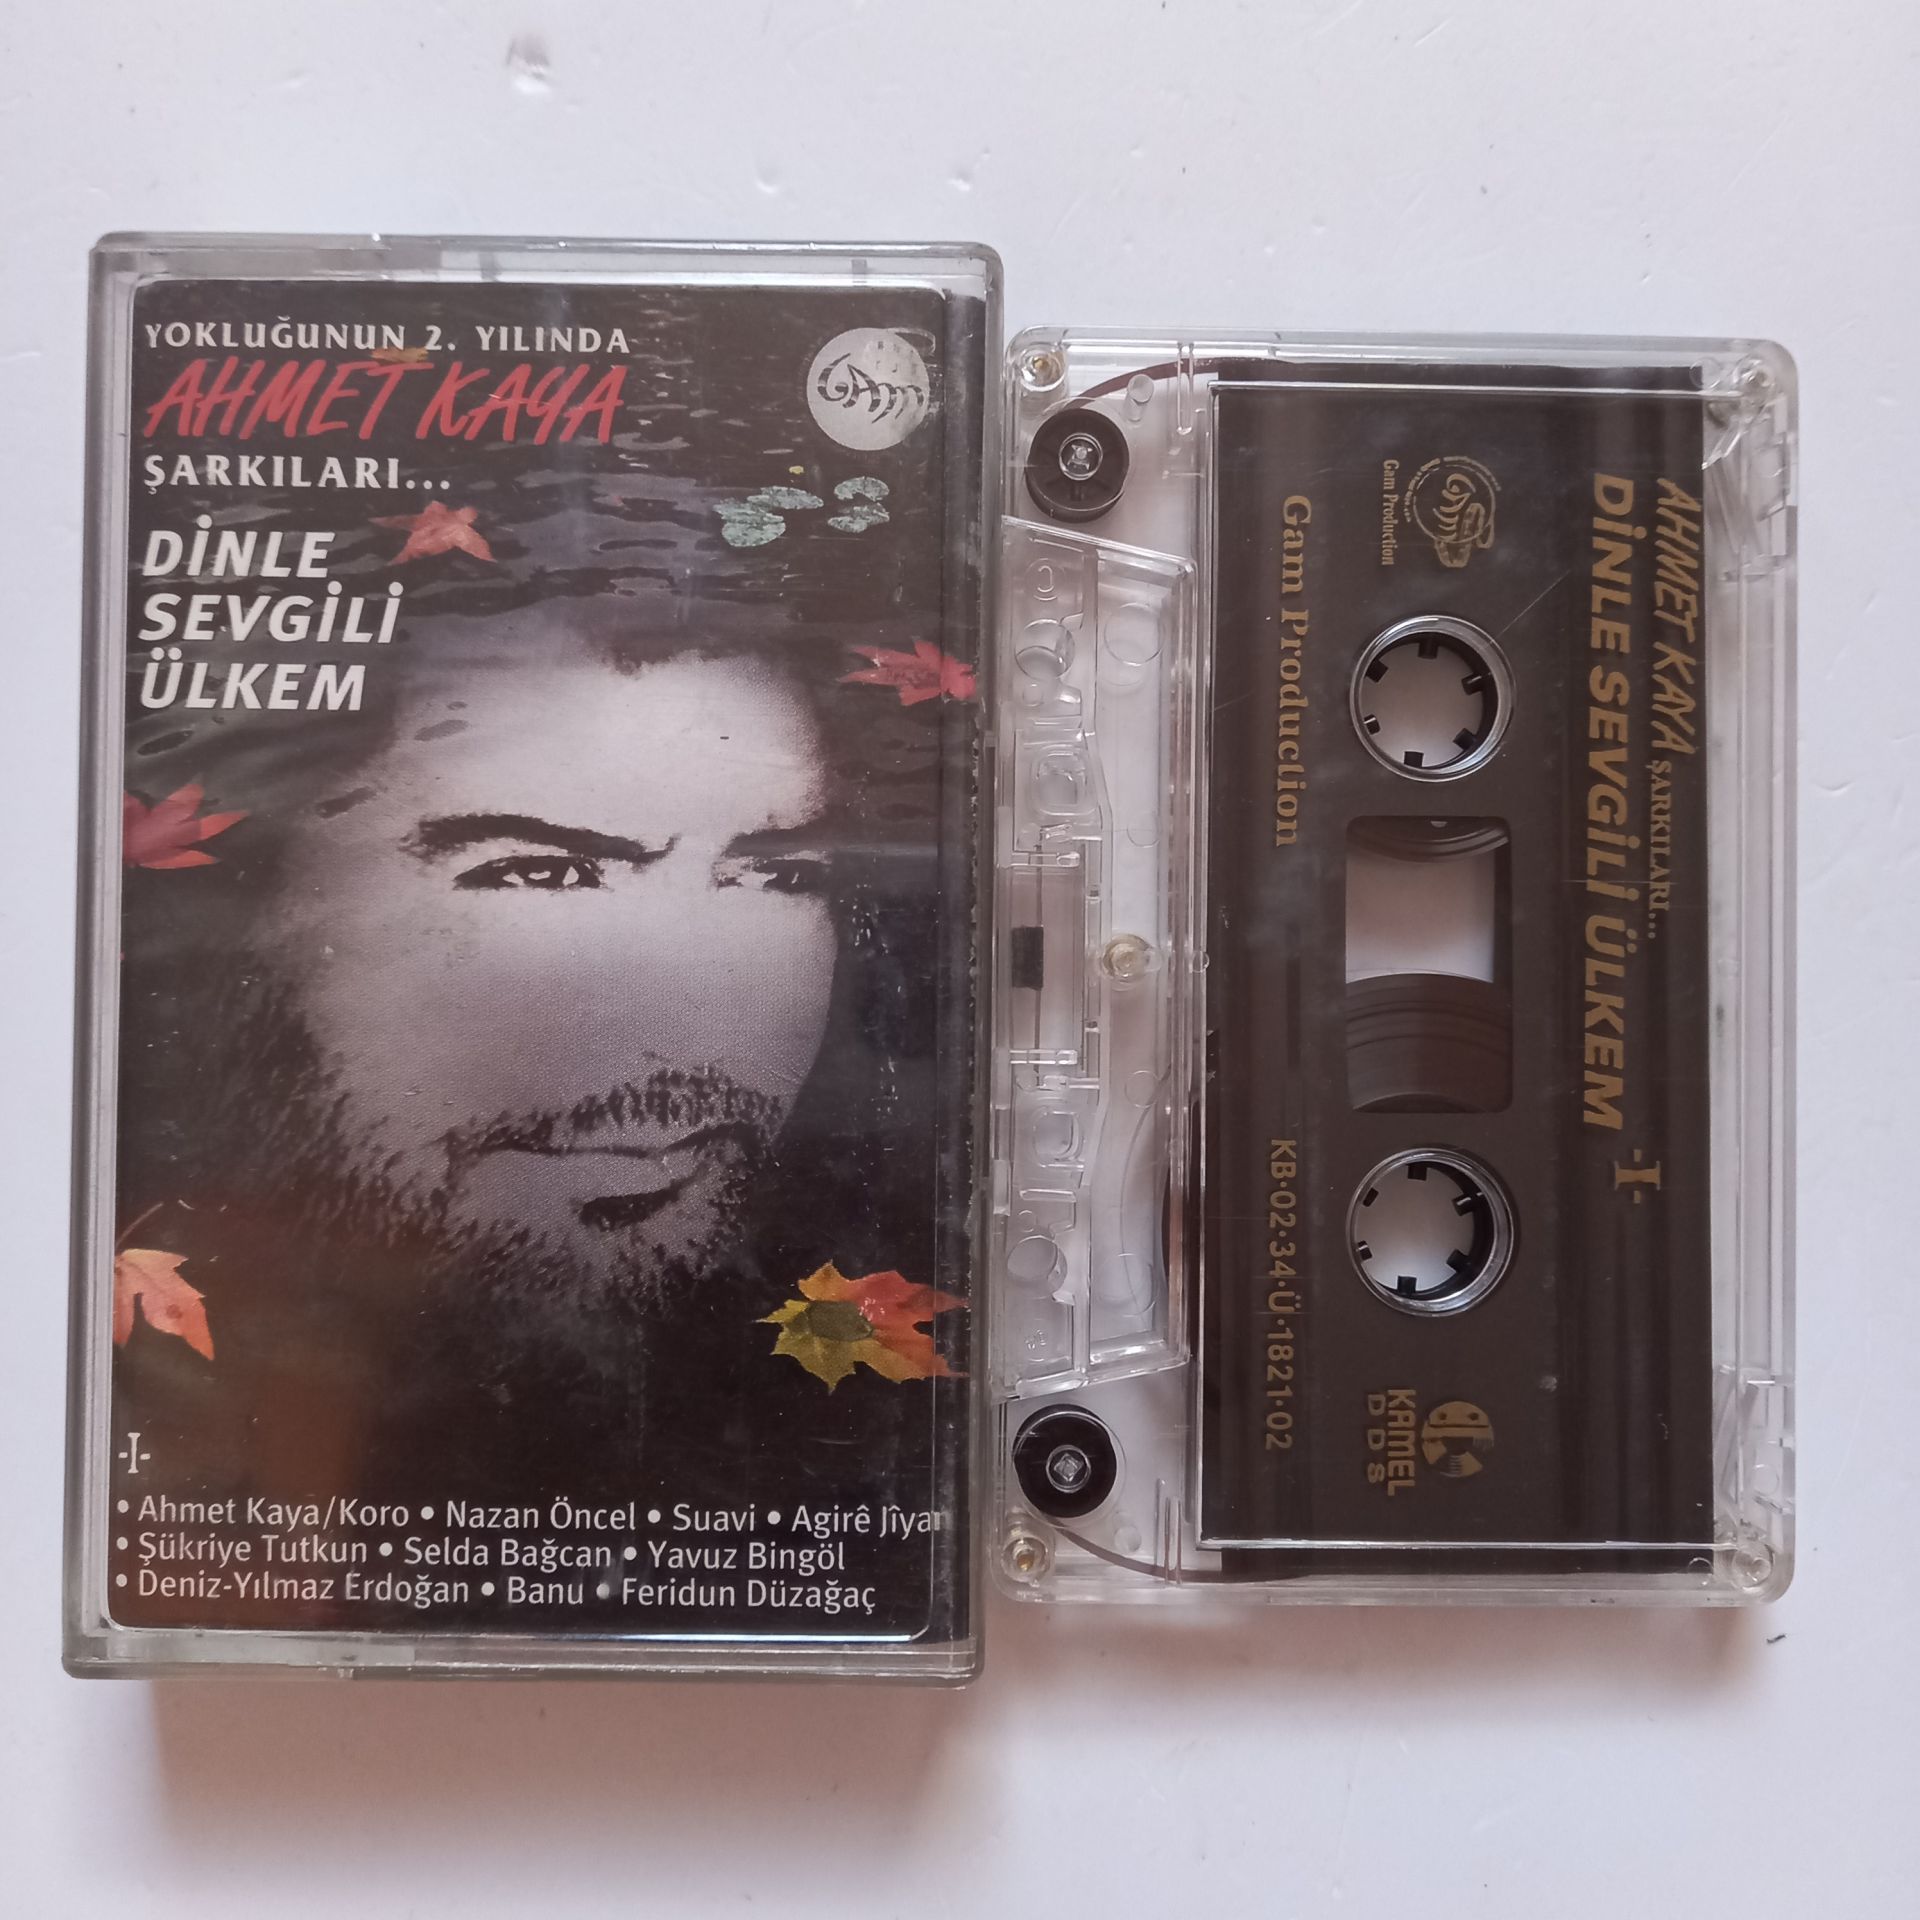 YOKLUĞUNUN 2. YILINDA
AHMET KAYA
ŞARKILARI...
DİNLE
SEVGİLİ
ÜLKEM
GAM
-I-
• Ahmet Kaya/Koro • Nazan Öncel • Suavi • Agirê Jîyan
• Şükriye Tutkun • Selda Bağcan • Yavuz Bingöl
• Deniz-Yılmaz Erdoğan • Banu • Feridun Düzağaç
AHMET KAYA ŞARKILARI...
DİNLE SEVGİLİ ÜLKEM -I-
GAM
Gam Production
Gam Production
KB·02·34·Ü·1821·02
KAMEL
DDS